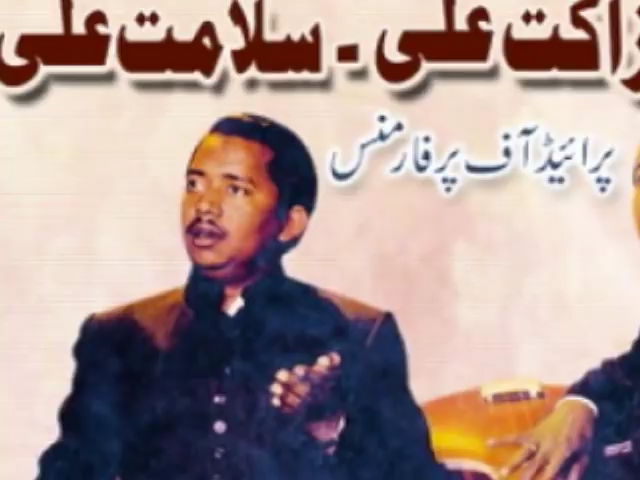 زاکت علی - سلامت علی
پرائیڈ آف پرفارمنس